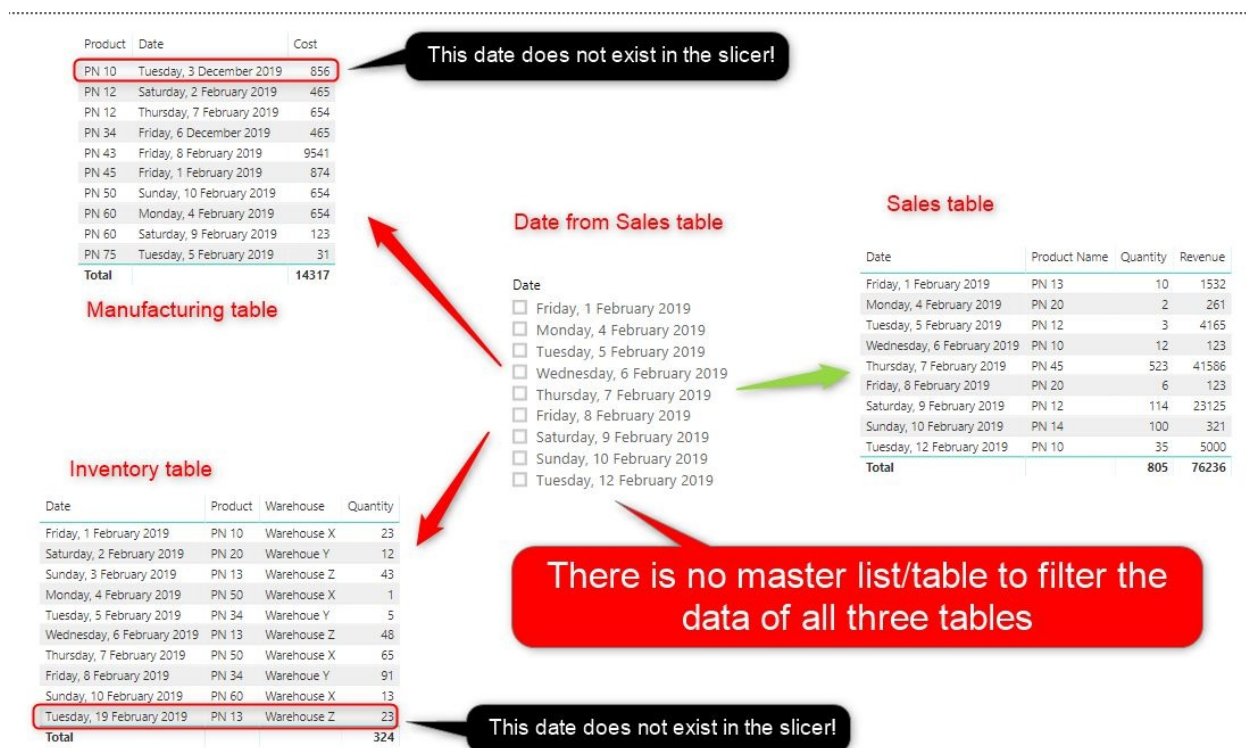 Product Date Cost
PN 10 Tuesday, 3 December 2019 856
PN 12 Saturday, 2 February 2019 465
PN 12 Thursday, 7 February 2019 654
PN 34 Friday, 6 December 2019 465
PN 43 Friday, 8 February 2019 9541
PN 45 Friday, 1 February 2019 874
PN 50 Sunday, 10 February 2019 654
PN 60 Monday, 4 February 2019 654
PN 60 Saturday, 9 February 2019 123
PN 75 Tuesday, 5 February 2019 31
Total 14317
This date does not exist in the slicer!
Manufacturing table
Date from Sales table
Date
Friday, 1 February 2019
Monday, 4 February 2019
Tuesday, 5 February 2019
Wednesday, 6 February 2019
Thursday, 7 February 2019
Friday, 8 February 2019
Saturday, 9 February 2019
Sunday, 10 February 2019
Tuesday, 12 February 2019
Sales table
Date Product Name Quantity Revenue
Friday, 1 February 2019 PN 13 10 1532
Monday, 4 February 2019 PN 20 2 261
Tuesday, 5 February 2019 PN 12 3 4165
Wednesday, 6 February 2019 PN 10 12 123
Thursday, 7 February 2019 PN 45 523 41586
Friday, 8 February 2019 PN 20 6 123
Saturday, 9 February 2019 PN 12 114 23125
Sunday, 10 February 2019 PN 14 100 321
Tuesday, 12 February 2019 PN 10 35 5000
Total 805 76236
Inventory table
Date Product Warehouse Quantity
Friday, 1 February 2019 PN 10 Warehouse X 23
Saturday, 2 February 2019 PN 20 Warehoue Y 12
Sunday, 3 February 2019 PN 13 Warehouse Z 43
Monday, 4 February 2019 PN 50 Warehouse X 1
Tuesday, 5 February 2019 PN 34 Warehoue Y 5
Wednesday, 6 February 2019 PN 13 Warehouse Z 48
Thursday, 7 February 2019 PN 50 Warehouse X 65
Friday, 8 February 2019 PN 34 Warehoue Y 91
Sunday, 10 February 2019 PN 60 Warehouse X 13
Tuesday, 19 February 2019 PN 13 Warehouse Z 23
Total 324
There is no master list/table to filter the
data of all three tables
This date does not exist in the slicer!